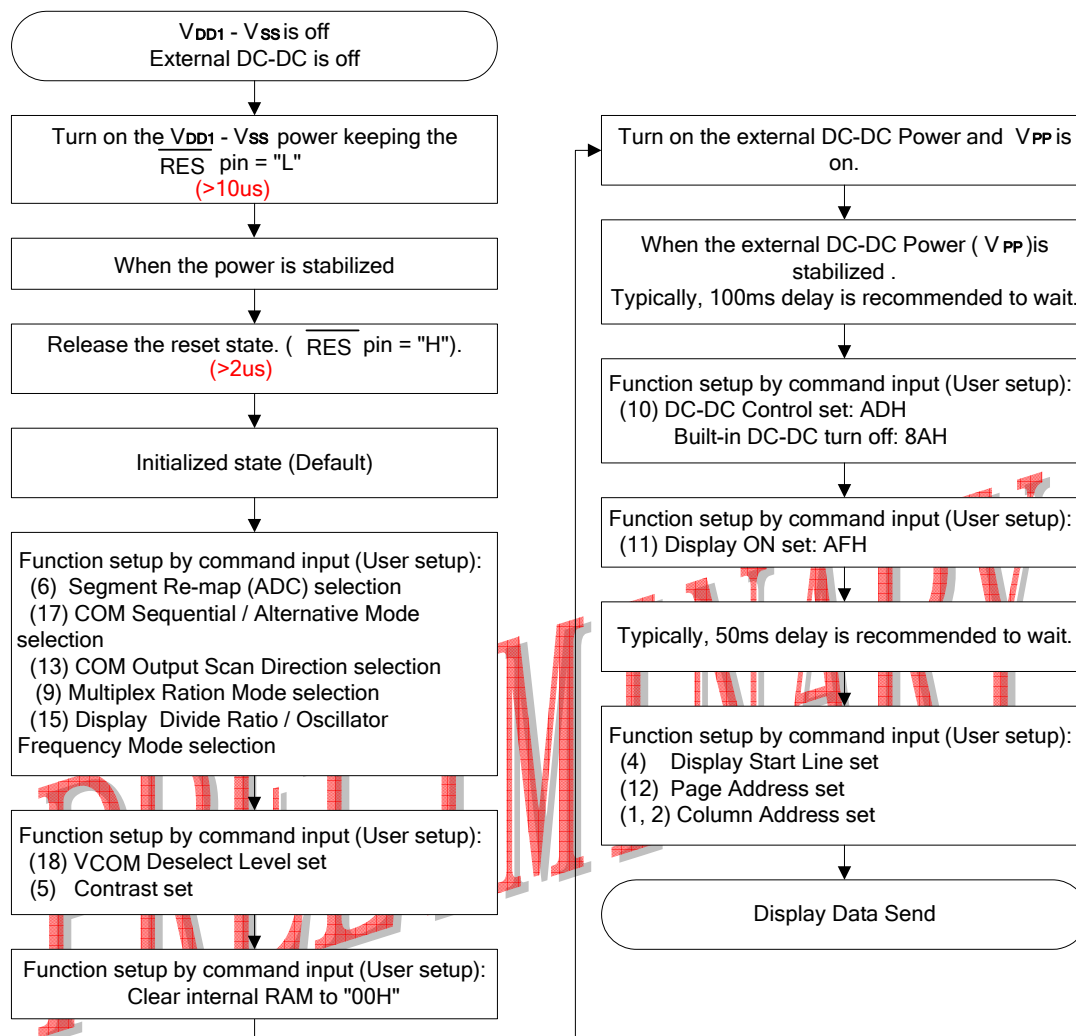 VDD1 - VSS is off
External DC-DC is off
Turn on the VDD1 - VSS power keeping the
RES pin = "L"
(>10us)
When the power is stabilized
Release the reset state. ( RES pin = "H").
(>2us)
Initialized state (Default)
Function setup by command input (User setup):
(6) Segment Re-map (ADC) selection
(17) COM Sequential / Alternative Mode
selection
(13) COM Output Scan Direction selection
(9) Multiplex Ration Mode selection
(15) Display Divide Ratio / Oscillator
Frequency Mode selection
Function setup by command input (User setup):
(18) VCOM Deselect Level set
(5) Contrast set
Function setup by command input (User setup):
Clear internal RAM to "00H"
Turn on the external DC-DC Power and VPP is
on.
When the external DC-DC Power ( VPP )is
stabilized .
Typically, 100ms delay is recommended to wait.
Function setup by command input (User setup):
(10) DC-DC Control set: ADH
Built-in DC-DC turn off: 8AH
Function setup by command input (User setup):
(11) Display ON set: AFH
Typically, 50ms delay is recommended to wait.
Function setup by command input (User setup):
(4) Display Start Line set
(12) Page Address set
(1, 2) Column Address set
Display Data Send
PRELIMINARY